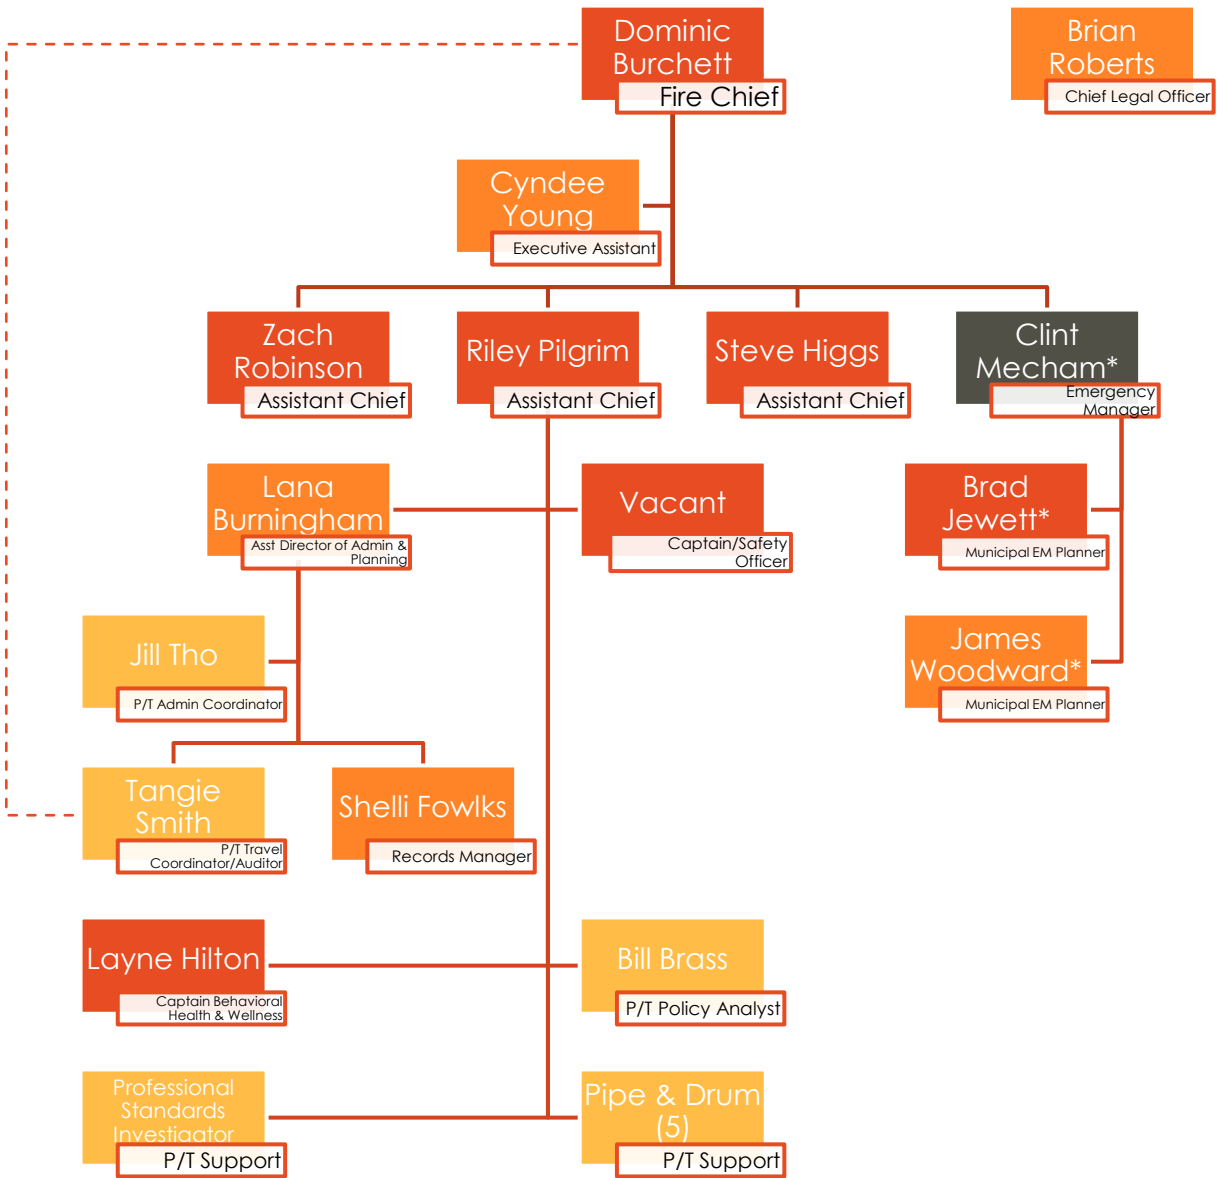 Dominic
Burchett
Fire Chief
Brian
Roberts
Chief Legal Officer
Cyndee
Young
Executive Assistant
Zach
Robinson
Assistant Chief
Riley Pilgrim
Assistant Chief
Steve Higgs
Assistant Chief
Clint
Mecham*
Emergency
Manager
Lana
Burningham
Asst Director of Admin &
Planning
Vacant
Captain/Safety
Officer
Brad
Jewett*
Municipal EM Planner
Jill Tho
P/T Admin Coordinator
James
Woodward*
Municipal EM Planner
Tangie
Smith
P/T Travel
Coordinator/Auditor
Shelli Fowlks
Records Manager
Layne Hilton
Captain Behavioral
Health & Wellness
Bill Brass
P/T Policy Analyst
Professional
Standards
Investigator
P/T Support
Pipe & Drum
(5)
P/T Support